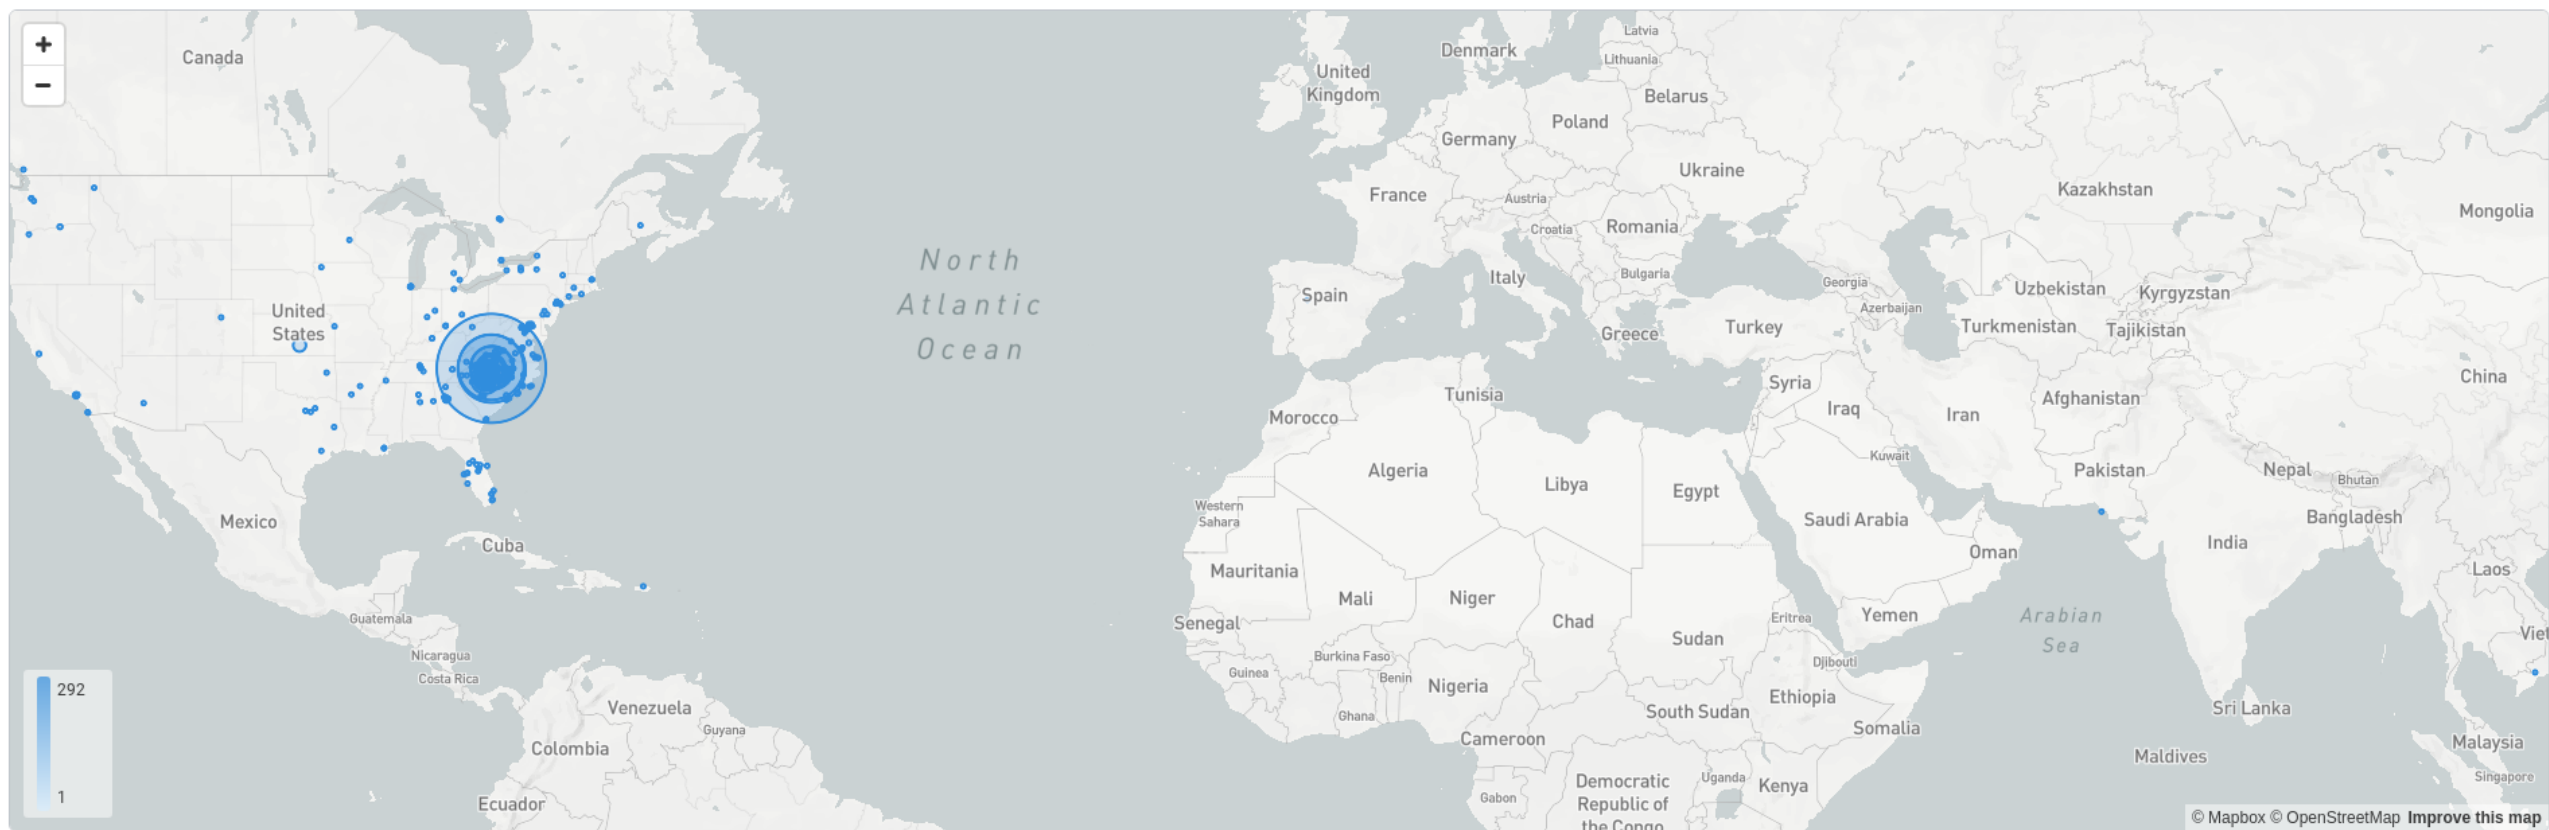 +
−
Canada
United
States
Mexico
Cuba
Guatemala
Nicaragua
Costa Rica
Venezuela
Guyana
Colombia
Ecuador
292
1
North
Atlantic
Ocean
Latvia
Denmark
Lithuania
United
Kingdom
Belarus
Poland
Germany
Ukraine
France
Austria
Kazakhstan
Mongolia
Croatia
Romania
Italy
Bulgaria
Georgia
Uzbekistan
Kyrgyzstan
Spain
Azerbaijan
Greece
Turkey
Turkmenistan
Tajikistan
Syria
China
Tunisia
Afghanistan
Iraq
Iran
Morocco
Kuwait
Algeria
Pakistan
Nepal
Bhutan
Libya
Egypt
Western
Sahara
Saudi Arabia
Bangladesh
India
Oman
Mauritania
Laos
Mali
Niger
Chad
Senegal
Eritrea
Yemen
Arabian
Sea
Viet
Sudan
Burkina Faso
Djibouti
Guinea
Benin
Nigeria
Ethiopia
Ghana
South Sudan
Somalia
Sri Lanka
Cameroon
Malaysia
Maldives
Uganda
Kenya
Singapore
Democratic
Republic of
the Congo
Gabon
© Mapbox © OpenStreetMap Improve this map